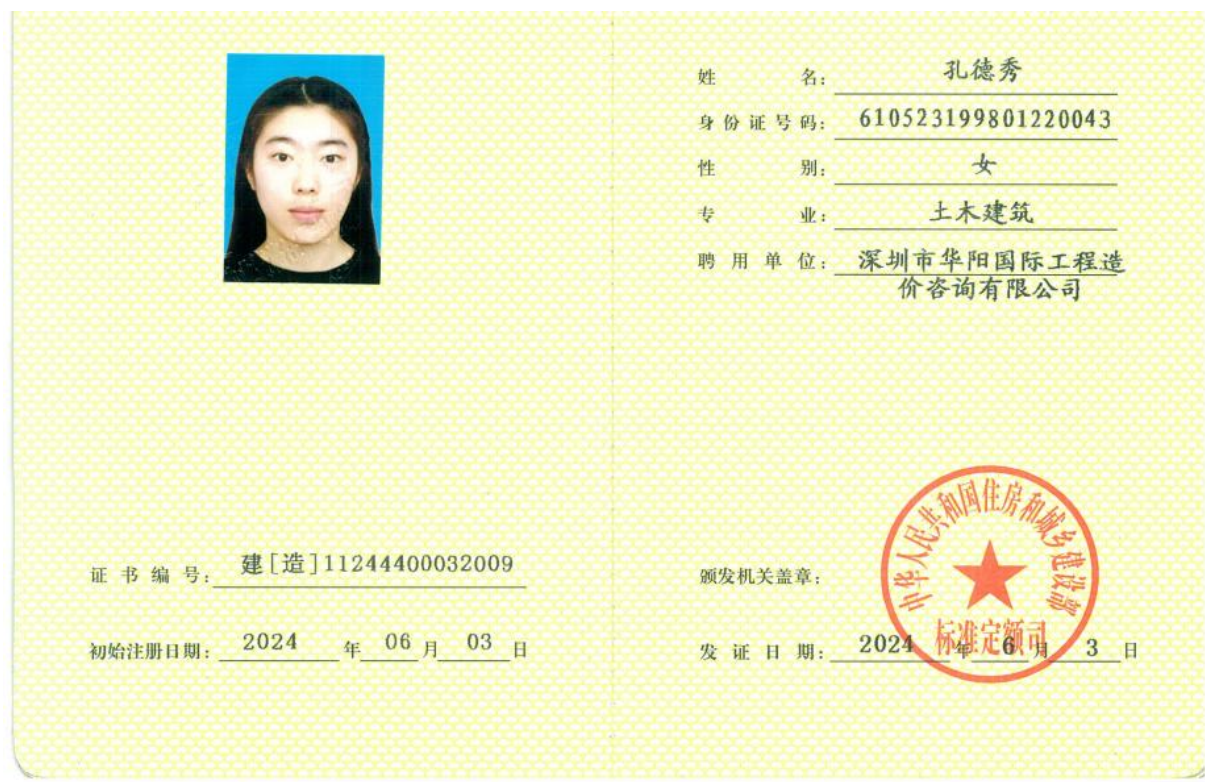 姓 名: 孔德秀
身份证号码: 610523199801220043
性 别: 女
专 业: 土木建筑
聘用单位: 深圳市华阳国际工程造
价咨询有限公司
证书编号: 建[造]11244400032009
初始注册日期: 2024 年 06 月 03 日
颁发机关盖章:
中华人民共和国住房和城乡建设部
标准定额司
发证日期: 2024 年 6 月 3 日